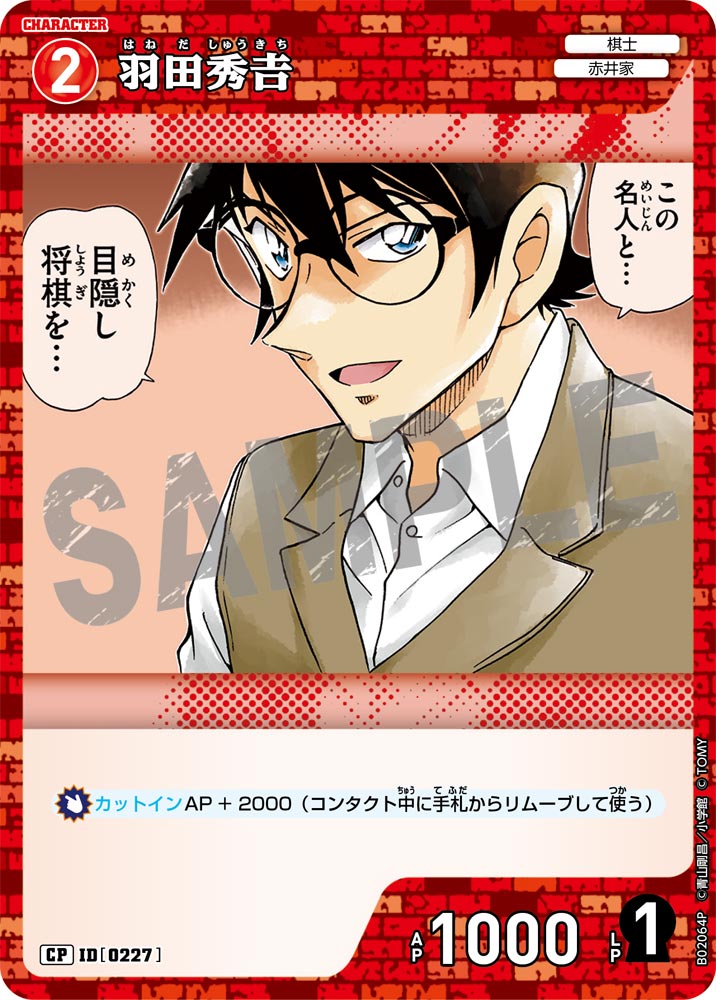 CHARACTER
2
はねだしゅうきち
羽田秀吉
棋士
赤井家
この
めいじん
名人と…
めかく
目隠し
しょうぎ
将棋を…
SAMPLE
カットインAP + 2000（コンタクト中に手札からリムーブして使う）
ちゅう てふだ つか
CP ID[0227]
AP 1000
LP 1
B02064P ©青山剛昌／小学館 ©TOMY